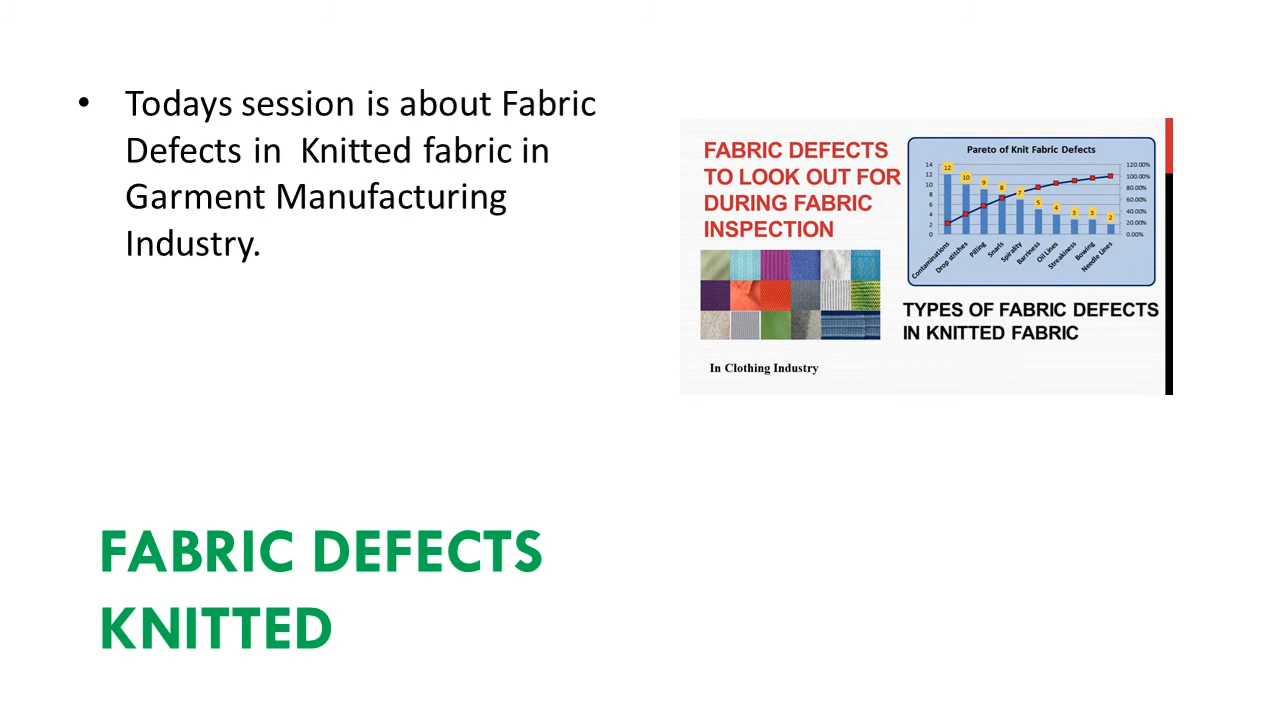 • Todays session is about Fabric
Defects in  Knitted fabric in
Garment Manufacturing
Industry.
FABRIC DEFECTS
TO LOOK OUT FOR
DURING FABRIC
INSPECTION
Pareto of Knit Fabric Defects
14
12
10
8
6
4
2
0
12
10
9
8
7
5
4
3
3
2
120.00%
100.00%
80.00%
60.00%
40.00%
20.00%
0.00%
Contaminations
Drop stitches
Pilling
Snarls
Spirality
Barriness
Oil Lines
Streakiness
Bowing
Needle Lines
TYPES OF FABRIC DEFECTS
IN KNITTED FABRIC
In Clothing Industry
FABRIC DEFECTS
KNITTED